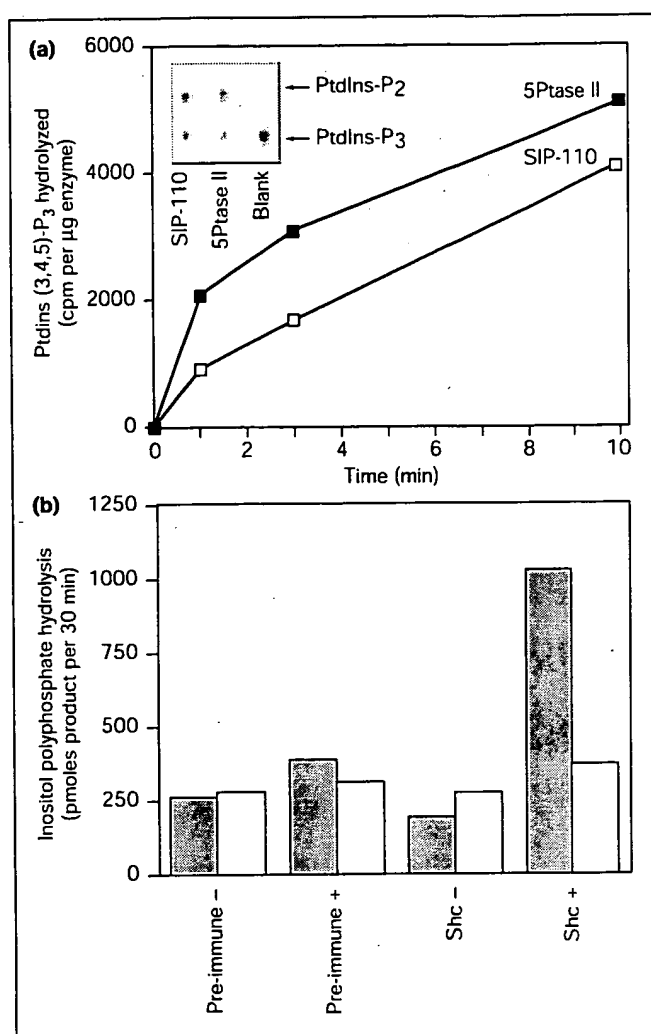 (a)
6000
4000
2000
0
Ptdlns (3,4,5)-P3 hydrolyzed
(cpm per µg enzyme)
PtdIns-P2
PtdIns-P3
SIP-110
5Ptase II
Blank
5Ptase II
SIP-110
0 2 4 6 8 10
Time (min)
(b)
1250
1000
750
500
250
0
Inositol polyphosphate hydrolysis
(pmoles product per 30 min)
Pre-immune –
Pre-immune +
Shc –
Shc +